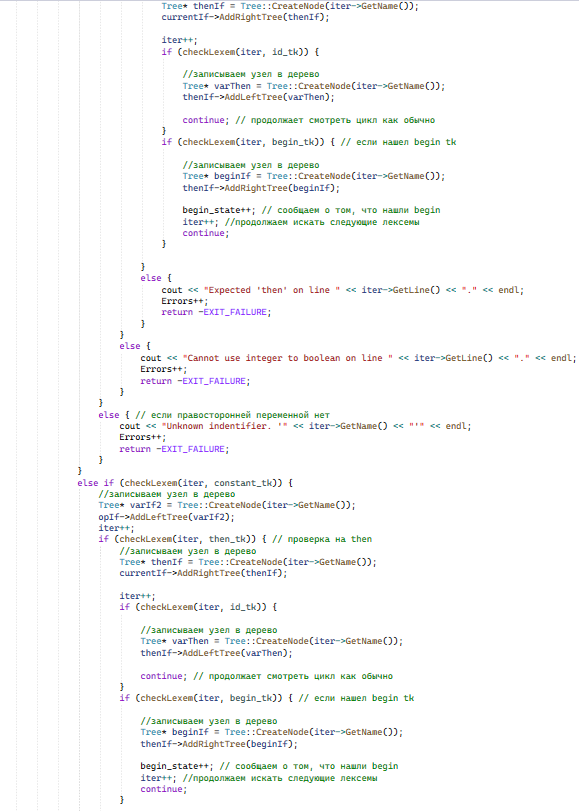 Tree* thenIf = Tree::CreateNode(iter->GetName());
currentIf->AddRightTree(thenIf);
iter++;
if (checkLexem(iter, id_tk)) {
//записываем узел в дерево
Tree* varThen = Tree::CreateNode(iter->GetName());
thenIf->AddLeftTree(varThen);
continue; // продолжает смотреть цикл как обычно
}
if (checkLexem(iter, begin_tk)) { // если нашел begin tk
//записываем узел в дерево
Tree* beginIf = Tree::CreateNode(iter->GetName());
thenIf->AddRightTree(beginIf);
begin_state++; // сообщаем о том, что нашли begin
iter++; //продолжаем искать следующие лексемы
continue;
}
}
else {
cout << "Expected 'then' on line " << iter->GetLine() << "." << endl;
Errors++;
return -EXIT_FAILURE;
}
}
else {
cout << "Cannot use integer to boolean on line " << iter->GetLine() << "." << endl;
Errors++;
return -EXIT_FAILURE;
}
}
else { // если правосторонней переменной нет
cout << "Unknown indentifier. '" << iter->GetName() << "'" << endl;
Errors++;
return -EXIT_FAILURE;
}
}
else if (checkLexem(iter, constant_tk)) {
//записываем узел в дерево
Tree* varIf2 = Tree::CreateNode(iter->GetName());
opIf->AddLeftTree(varIf2);
iter++;
if (checkLexem(iter, then_tk)) { // проверка на then
//записываем узел в дерево
Tree* thenIf = Tree::CreateNode(iter->GetName());
currentIf->AddRightTree(thenIf);
iter++;
if (checkLexem(iter, id_tk)) {
//записываем узел в дерево
Tree* varThen = Tree::CreateNode(iter->GetName());
thenIf->AddLeftTree(varThen);
continue; // продолжает смотреть цикл как обычно
}
if (checkLexem(iter, begin_tk)) { // если нашел begin tk
//записываем узел в дерево
Tree* beginIf = Tree::CreateNode(iter->GetName());
thenIf->AddRightTree(beginIf);
begin_state++; // сообщаем о том, что нашли begin
iter++; //продолжаем искать следующие лексемы
continue;
}